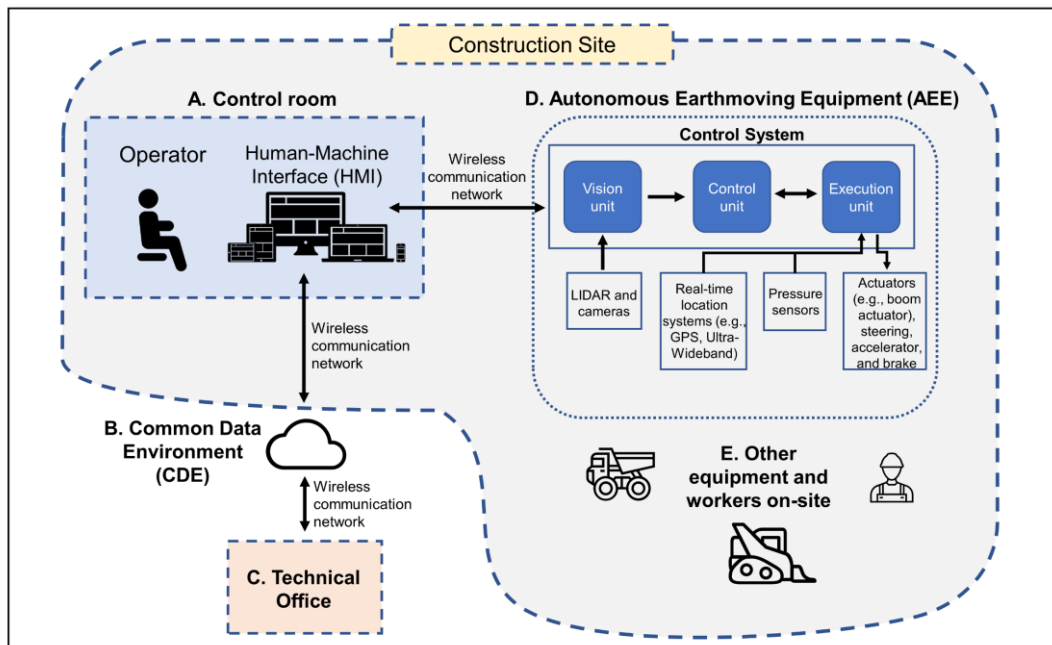 Construction Site
A. Control room
Operator
Human-Machine
Interface (HMI)
Wireless
communication
network
D. Autonomous Earthmoving Equipment (AEE)
Control System
Vision
unit
Control
unit
Execution
unit
LIDAR and
cameras
Real-time
location
systems (e.g.,
GPS, Ultra-
Wideband)
Pressure
sensors
Actuators
(e.g., boom
actuator),
steering,
accelerator,
and brake
Wireless
communication
network
B. Common Data
Environment
(CDE)
Wireless
communication
network
C. Technical
Office
E. Other
equipment and
workers on-site